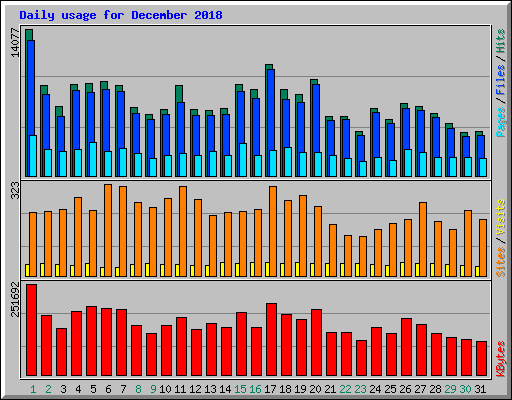 Daily usage for December 2018
14077
Pages / Files / Hits
323
Sites / Visits
251692
KBytes
1 2 3 4 5 6 7 8 9 10 11 12 13 14 15 16 17 18 19 20 21 22 23 24 25 26 27 28 29 30 31